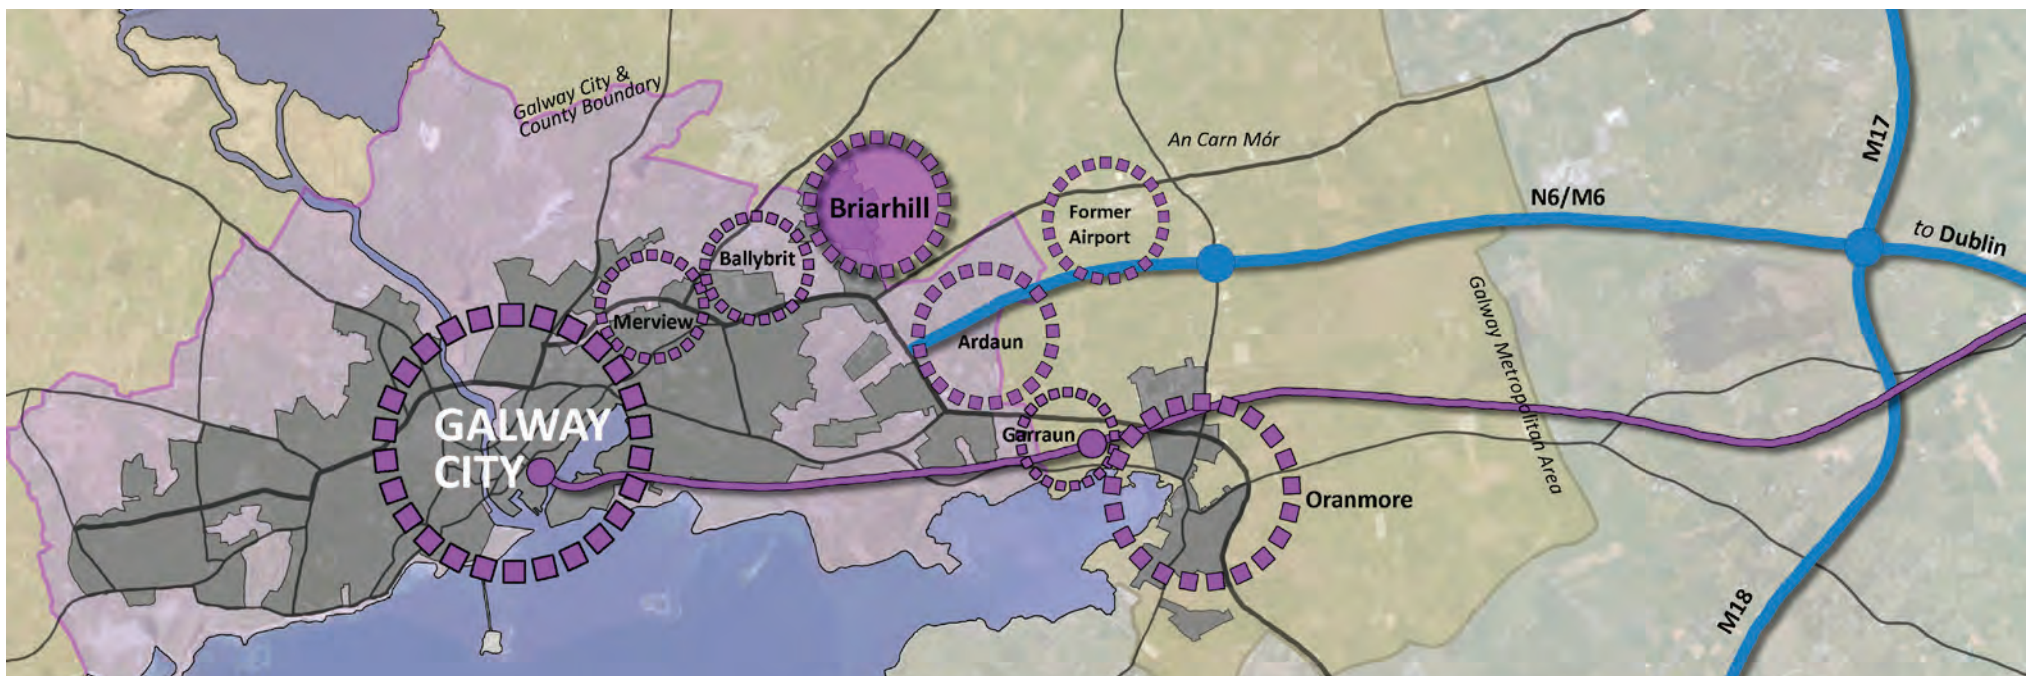 Galway City &
County Boundary
An Carn Mór
M17
N6/M6
to Dublin
Briarhill
Former
Airport
Ballybrit
Merview
Ardaun
Galway Metropolitan Area
GALWAY
CITY
Garraun
Oranmore
M18